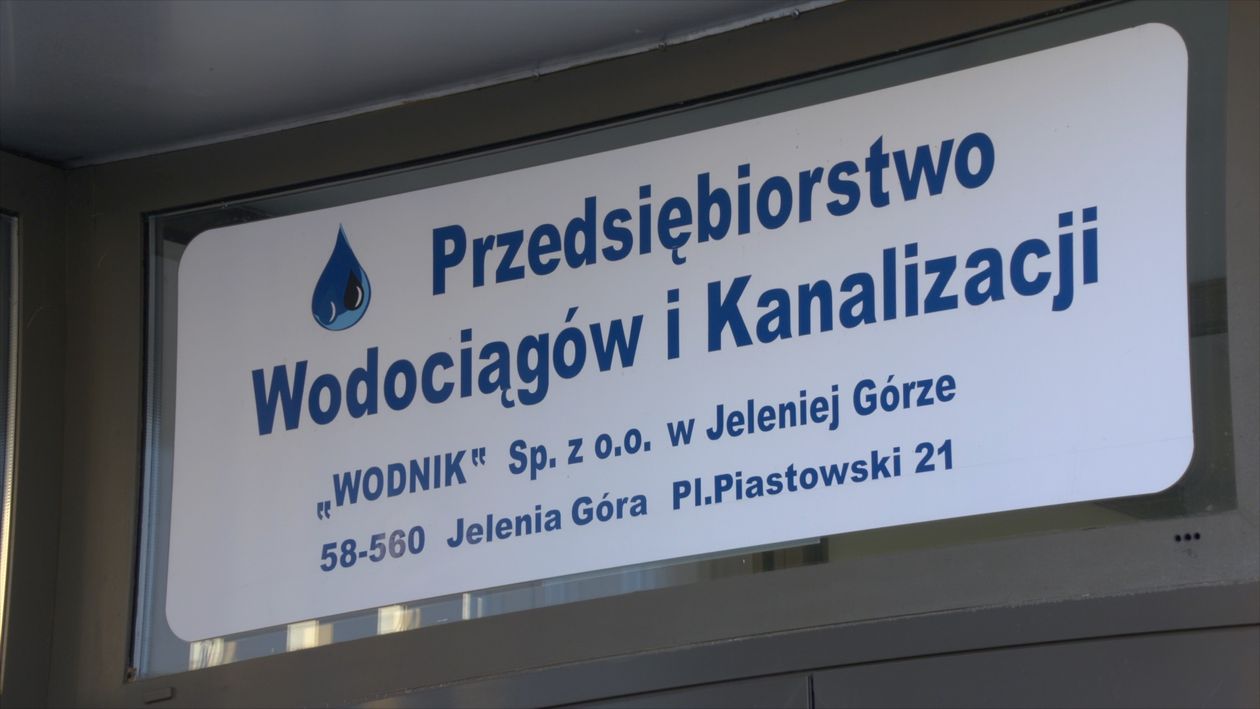 Przedsiębiorstwo
Wodociągów i Kanalizacji
„WODNIK‟ Sp. z o.o. w Jeleniej Górze
58-560 Jelenia Góra Pl.Piastowski 21